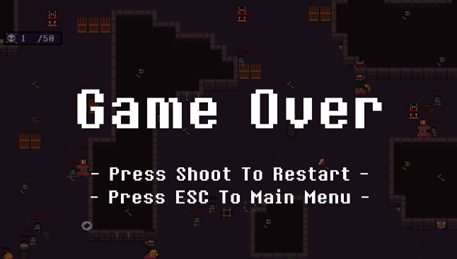 1 /50
Game Over
- Press Shoot To Restart -
- Press ESC To Main Menu -